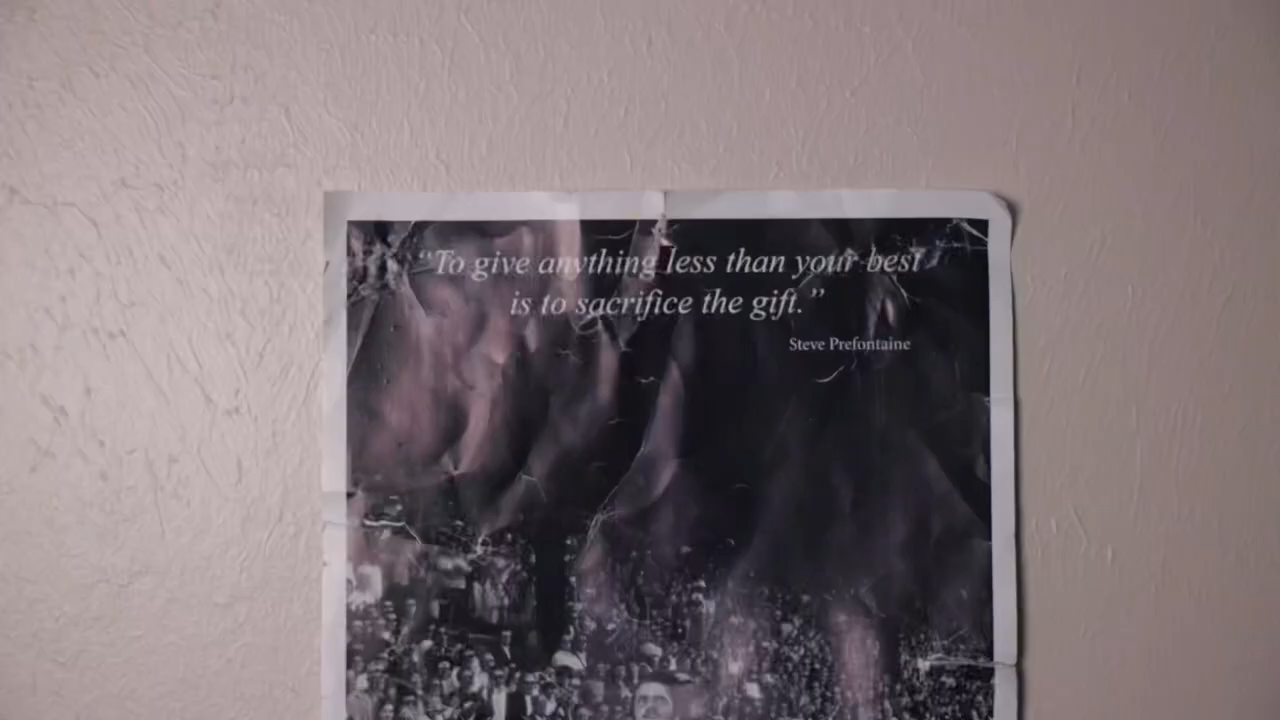 “To give anything less than your best
is to sacrifice the gift.”
Steve Prefontaine